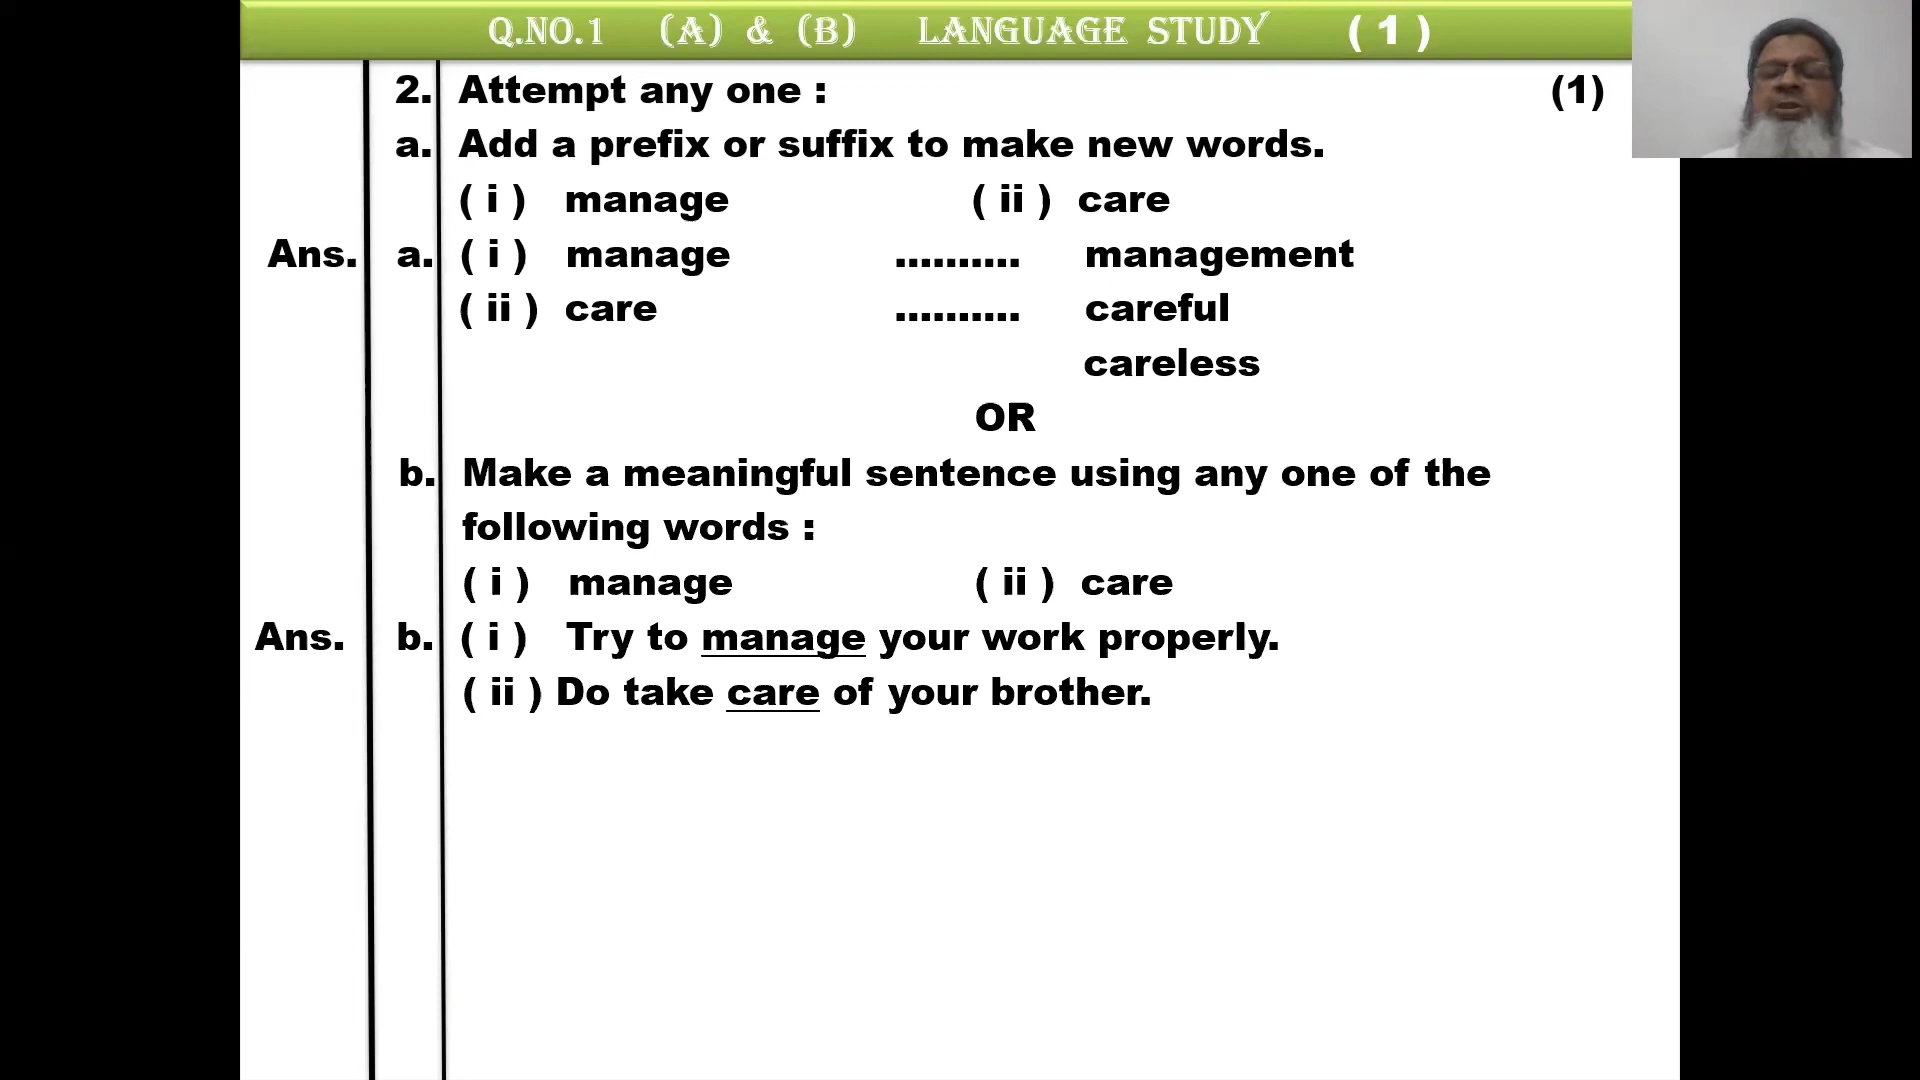 Q.NO.1 (A) & (B) LANGUAGE STUDY ( 1 )
2. Attempt any one : (1)
a. Add a prefix or suffix to make new words.
( i ) manage ( ii ) care
Ans. a. ( i ) manage .......... management
( ii ) care .......... careful
careless
OR
b. Make a meaningful sentence using any one of the
following words :
( i ) manage ( ii ) care
Ans. b. ( i ) Try to manage your work properly.
( ii ) Do take care of your brother.